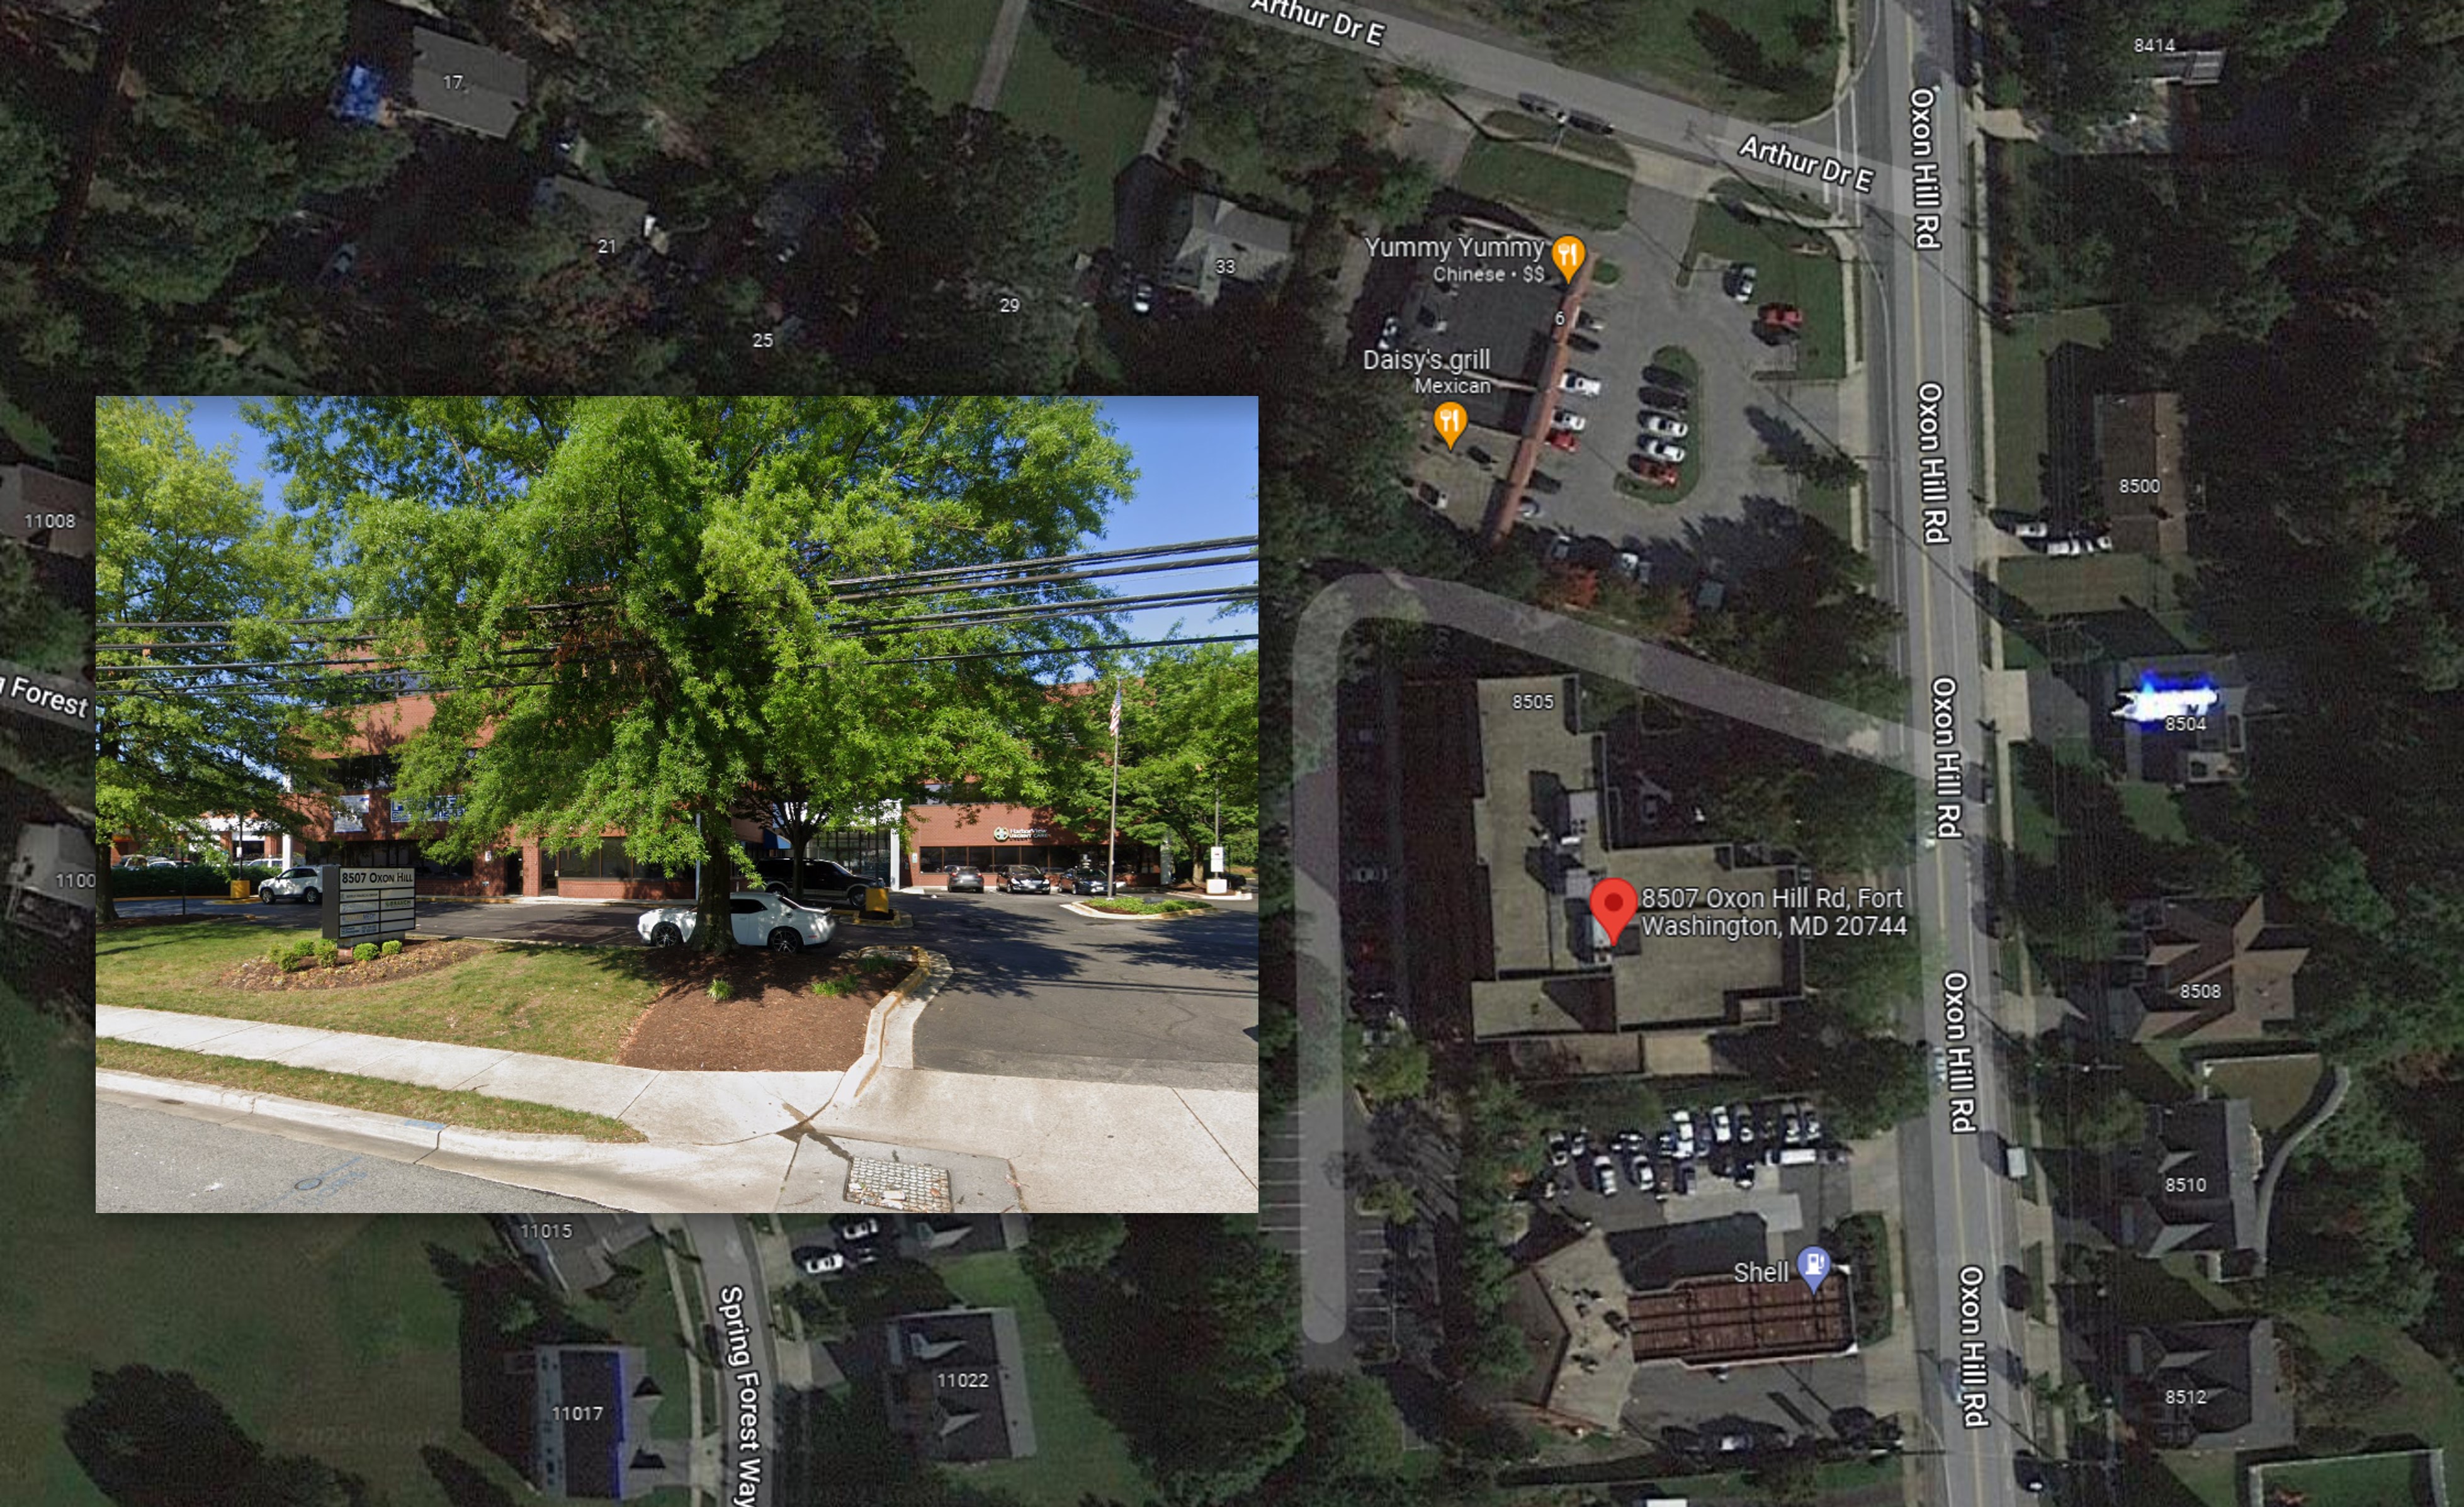 Arthur Dr E
8414
17
Oxon Hill Rd
Arthur Dr E
21
33
Yummy Yummy
Chinese • $$
29
6
25
Daisy's grill
Mexican
Oxon Hill Rd
8500
11008
Forest
8505
8504
Oxon Hill Rd
8507 OXON HILL
8507 Oxon Hill Rd, Fort
Washington, MD 20744
1100
8508
Oxon Hill Rd
8510
11015
Shell
Spring Forest Way
Oxon Hill Rd
11022
11017
8512